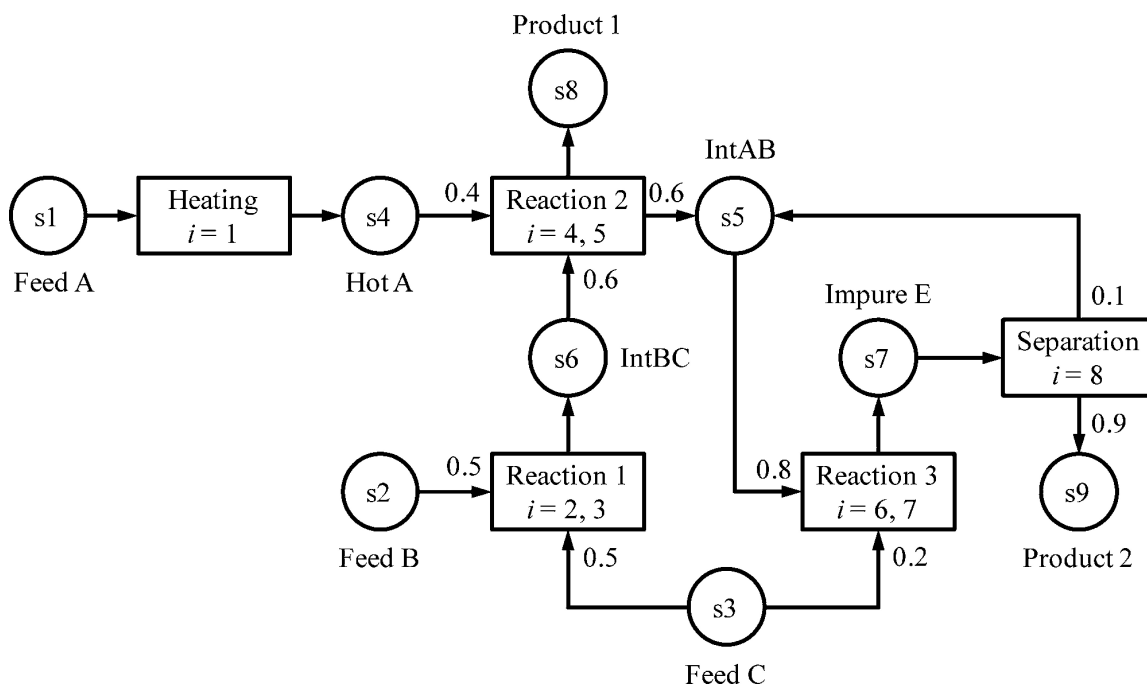 Product 1
s8
IntAB
s1
Heating
i = 1
s4
0.4
Reaction 2
i = 4, 5
0.6
s5
Feed A
Hot A
0.6
Impure E
0.1
s6
IntBC
s7
Separation
i = 8
0.9
s2
0.5
Reaction 1
i = 2, 3
0.8
Reaction 3
i = 6, 7
s9
Feed B
0.5
0.2
Product 2
s3
Feed C